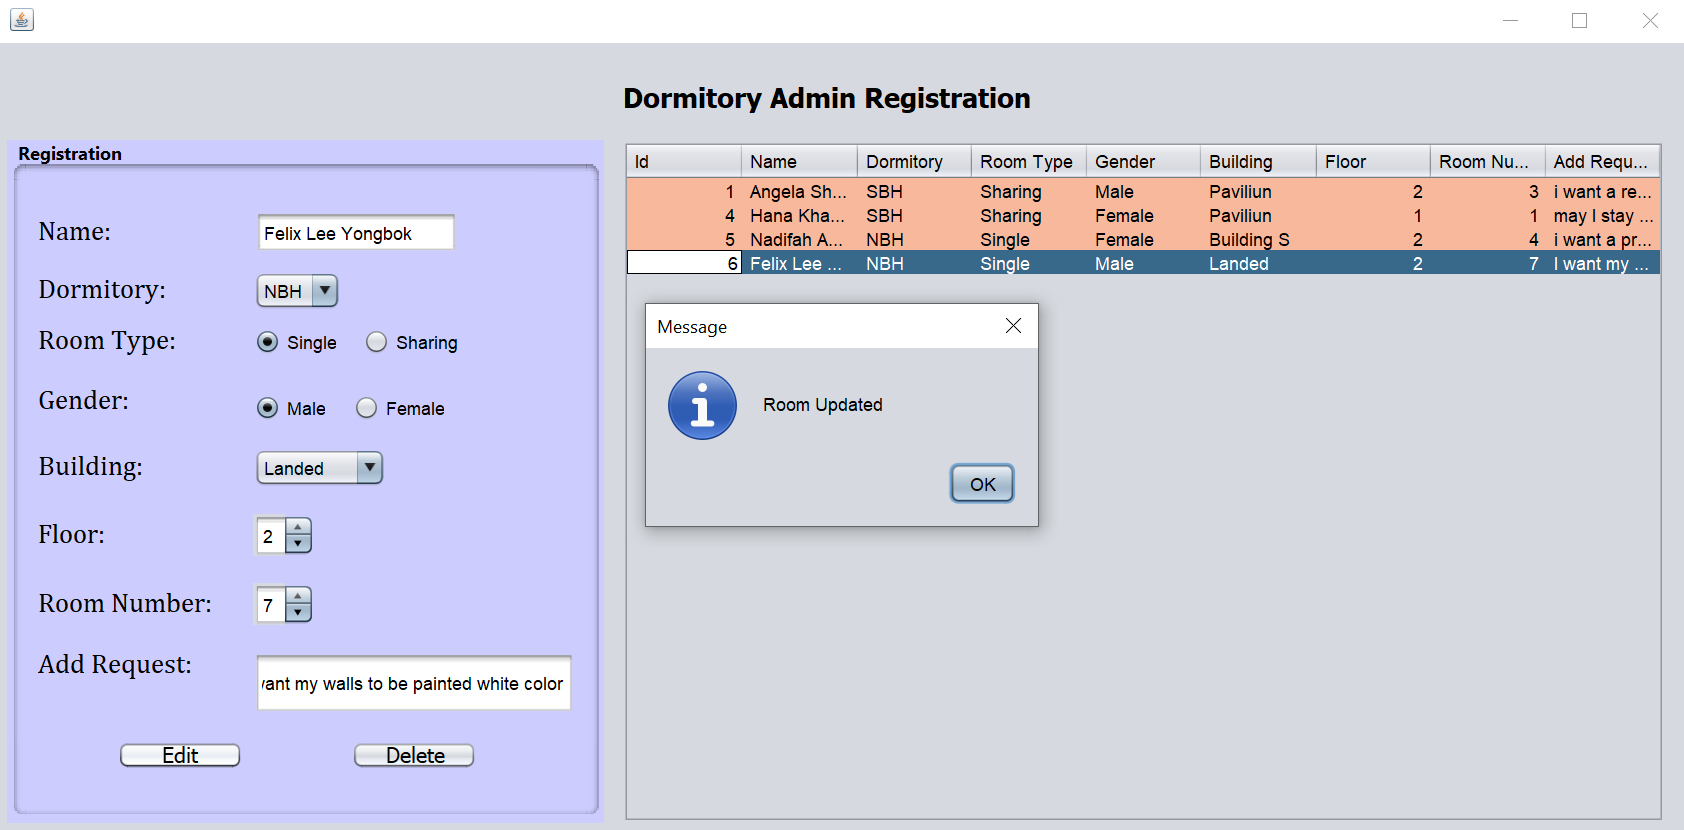 Dormitory Admin Registration
Registration
Name: Felix Lee Yongbok
Dormitory: NBH
Room Type: Single Sharing
Gender: Male Female
Building: Landed
Floor: 2
Room Number: 7
Add Request: want my walls to be painted white color
Edit Delete
Id Name Dormitory Room Type Gender Building Floor Room Nu... Add Requ...
1 Angela Sh... SBH Sharing Male Paviliun 2 3 i want a re...
4 Hana Kha... SBH Sharing Female Paviliun 1 1 may I stay ...
5 Nadifah A... NBH Single Female Building S 2 4 i want a pr...
6 Felix Lee ... NBH Single Male Landed 2 7 I want my ...
Message
Room Updated
OK